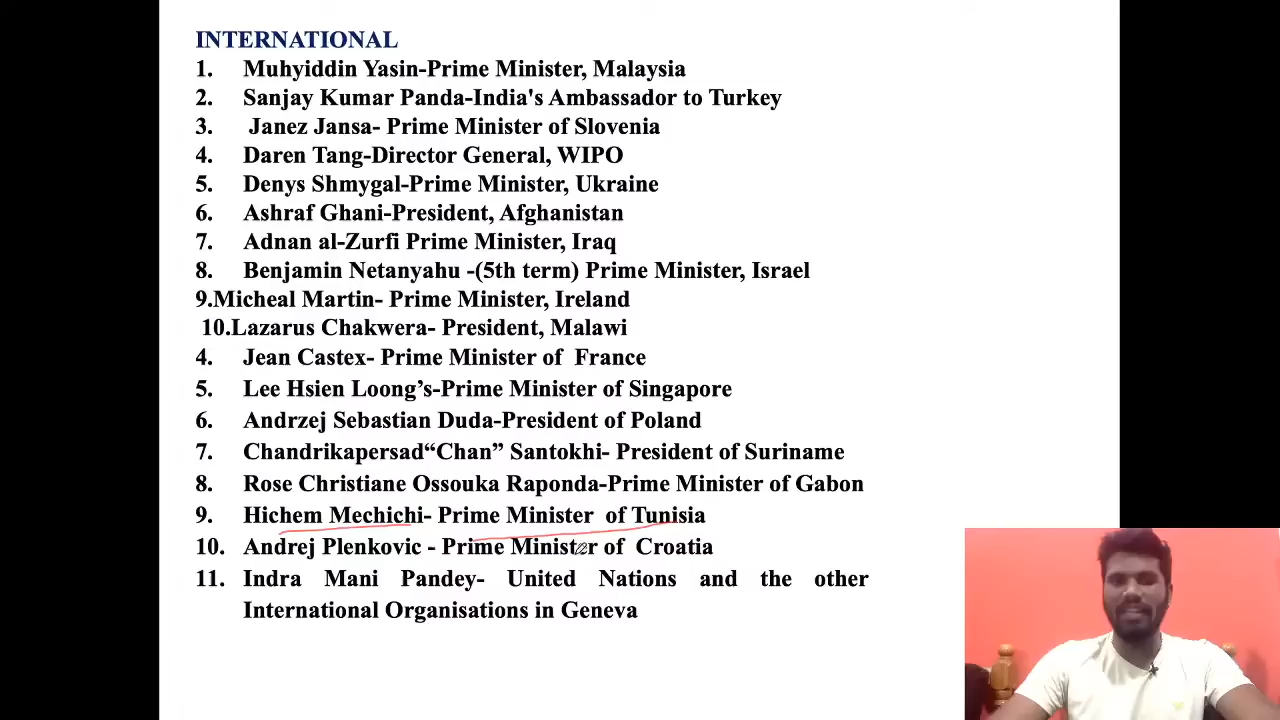 INTERNATIONAL
1. Muhyiddin Yasin-Prime Minister, Malaysia
2. Sanjay Kumar Panda-India's Ambassador to Turkey
3. Janez Jansa- Prime Minister of Slovenia
4. Daren Tang-Director General, WIPO
5. Denys Shmygal-Prime Minister, Ukraine
6. Ashraf Ghani-President, Afghanistan
7. Adnan al-Zurfi Prime Minister, Iraq
8. Benjamin Netanyahu -(5th term) Prime Minister, Israel
9.Micheal Martin- Prime Minister, Ireland
10.Lazarus Chakwera- President, Malawi
4. Jean Castex- Prime Minister of France
5. Lee Hsien Loong’s-Prime Minister of Singapore
6. Andrzej Sebastian Duda-President of Poland
7. Chandrikapersad“Chan” Santokhi- President of Suriname
8. Rose Christiane Ossouka Raponda-Prime Minister of Gabon
9. Hichem Mechichi- Prime Minister of Tunisia
10. Andrej Plenkovic - Prime Minister of Croatia
11. Indra Mani Pandey- United Nations and the other
International Organisations in Geneva